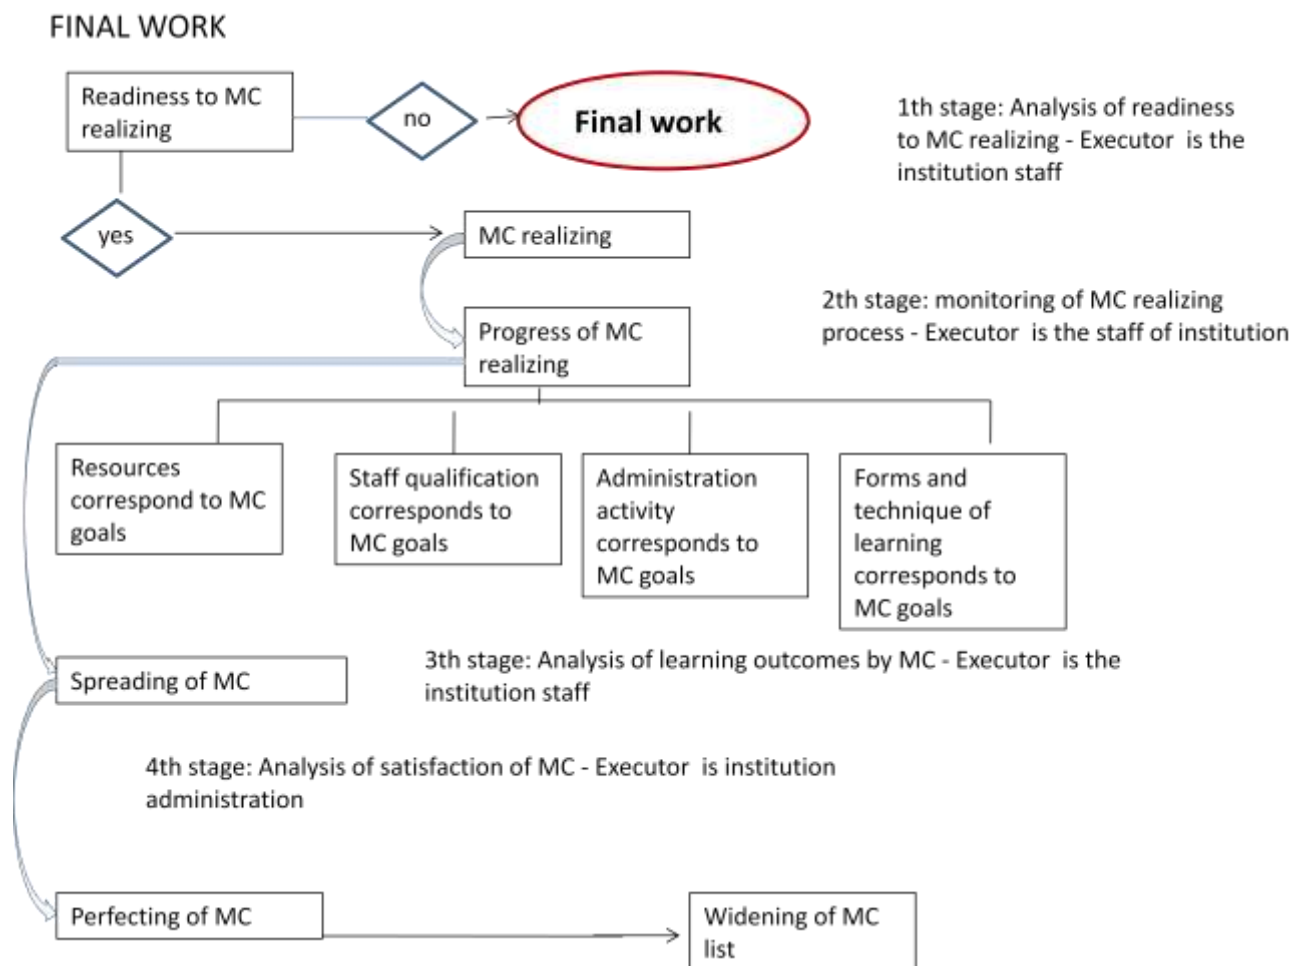 FINAL WORK
Readiness to MC
realizing
no
Final work
1th stage: Analysis of readiness
to MC realizing - Executor  is the
institution staff
yes
MC realizing
2th stage: monitoring of MC realizing
process - Executor  is the staff of institution
Progress of MC
realizing
Resources
correspond to MC
goals
Staff qualification
corresponds to
MC goals
Administration
activity
corresponds to
MC goals
Forms and
technique of
learning
corresponds to
MC goals
3th stage: Analysis of learning outcomes by MC - Executor  is the
institution staff
Spreading of MC
4th stage: Analysis of satisfaction of MC - Executor  is institution
administration
Perfecting of MC
Widening of MC
list